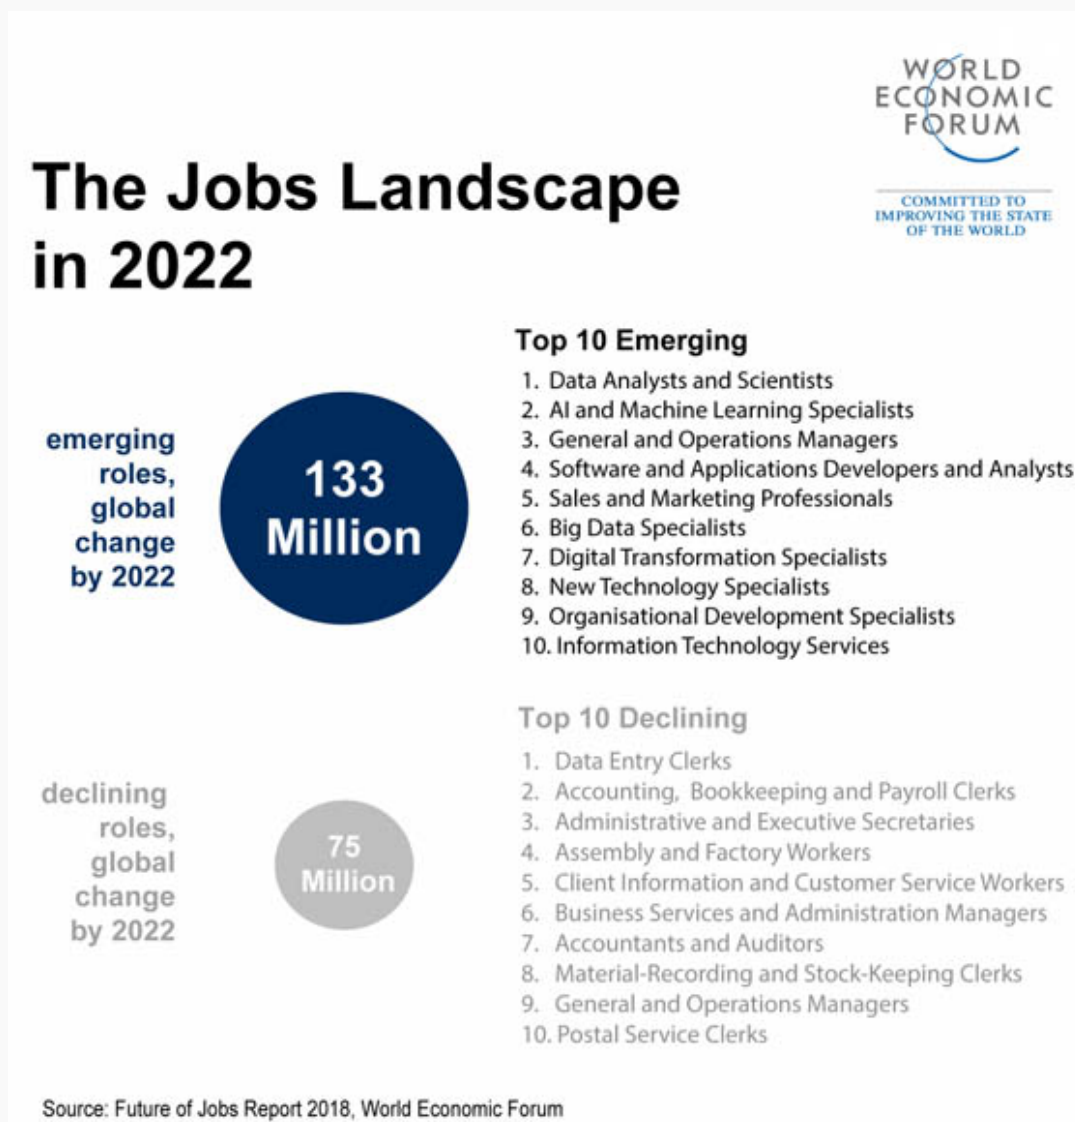 WORLD
ECONOMIC
FORUM
COMMITTED TO
IMPROVING THE STATE
OF THE WORLD
The Jobs Landscape
in 2022
emerging
roles,
global
change
by 2022
133
Million
Top 10 Emerging
1. Data Analysts and Scientists
2. AI and Machine Learning Specialists
3. General and Operations Managers
4. Software and Applications Developers and Analysts
5. Sales and Marketing Professionals
6. Big Data Specialists
7. Digital Transformation Specialists
8. New Technology Specialists
9. Organisational Development Specialists
10. Information Technology Services
declining
roles,
global
change
by 2022
75
Million
Top 10 Declining
1. Data Entry Clerks
2. Accounting, Bookkeeping and Payroll Clerks
3. Administrative and Executive Secretaries
4. Assembly and Factory Workers
5. Client Information and Customer Service Workers
6. Business Services and Administration Managers
7. Accountants and Auditors
8. Material-Recording and Stock-Keeping Clerks
9. General and Operations Managers
10. Postal Service Clerks
Source: Future of Jobs Report 2018, World Economic Forum